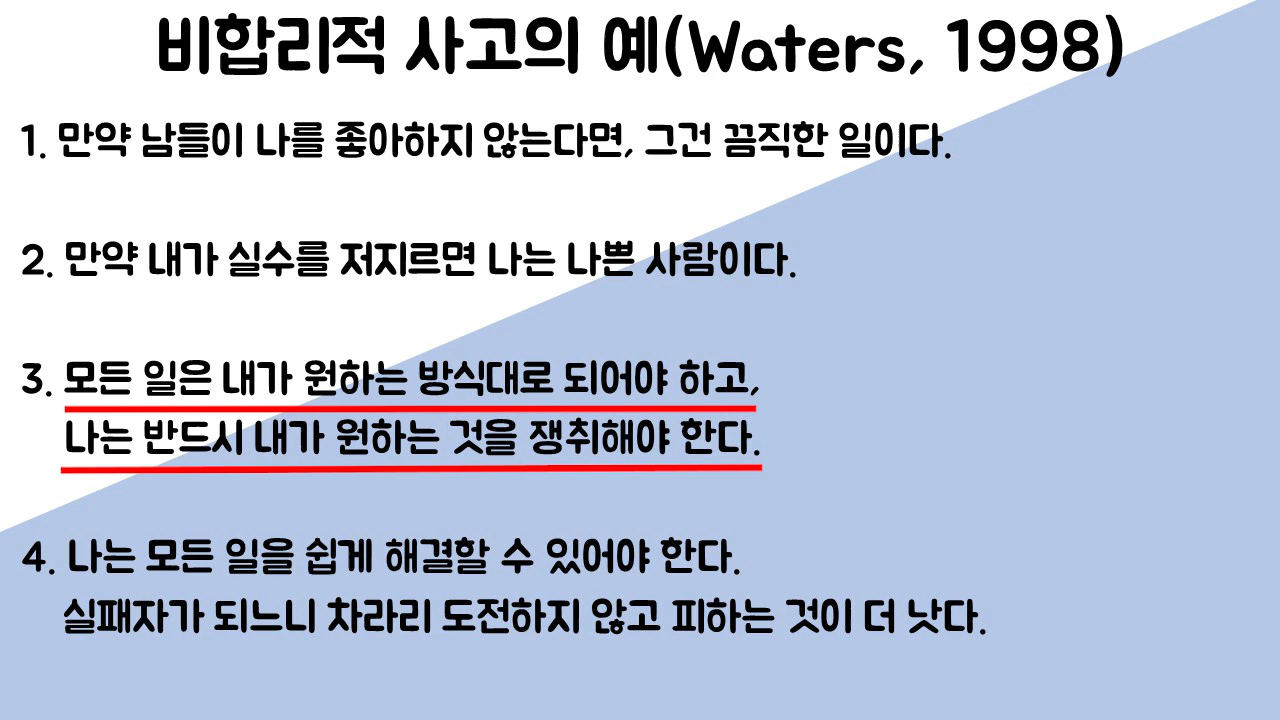 비합리적 사고의 예(Waters, 1998)
1. 만약 남들이 나를 좋아하지 않는다면, 그건 끔직한 일이다.
2. 만약 내가 실수를 저지르면 나는 나쁜 사람이다.
3. 모든 일은 내가 원하는 방식대로 되어야 하고,
나는 반드시 내가 원하는 것을 쟁취해야 한다.
4. 나는 모든 일을 쉽게 해결할 수 있어야 한다.
실패자가 되느니 차라리 도전하지 않고 피하는 것이 더 낫다.